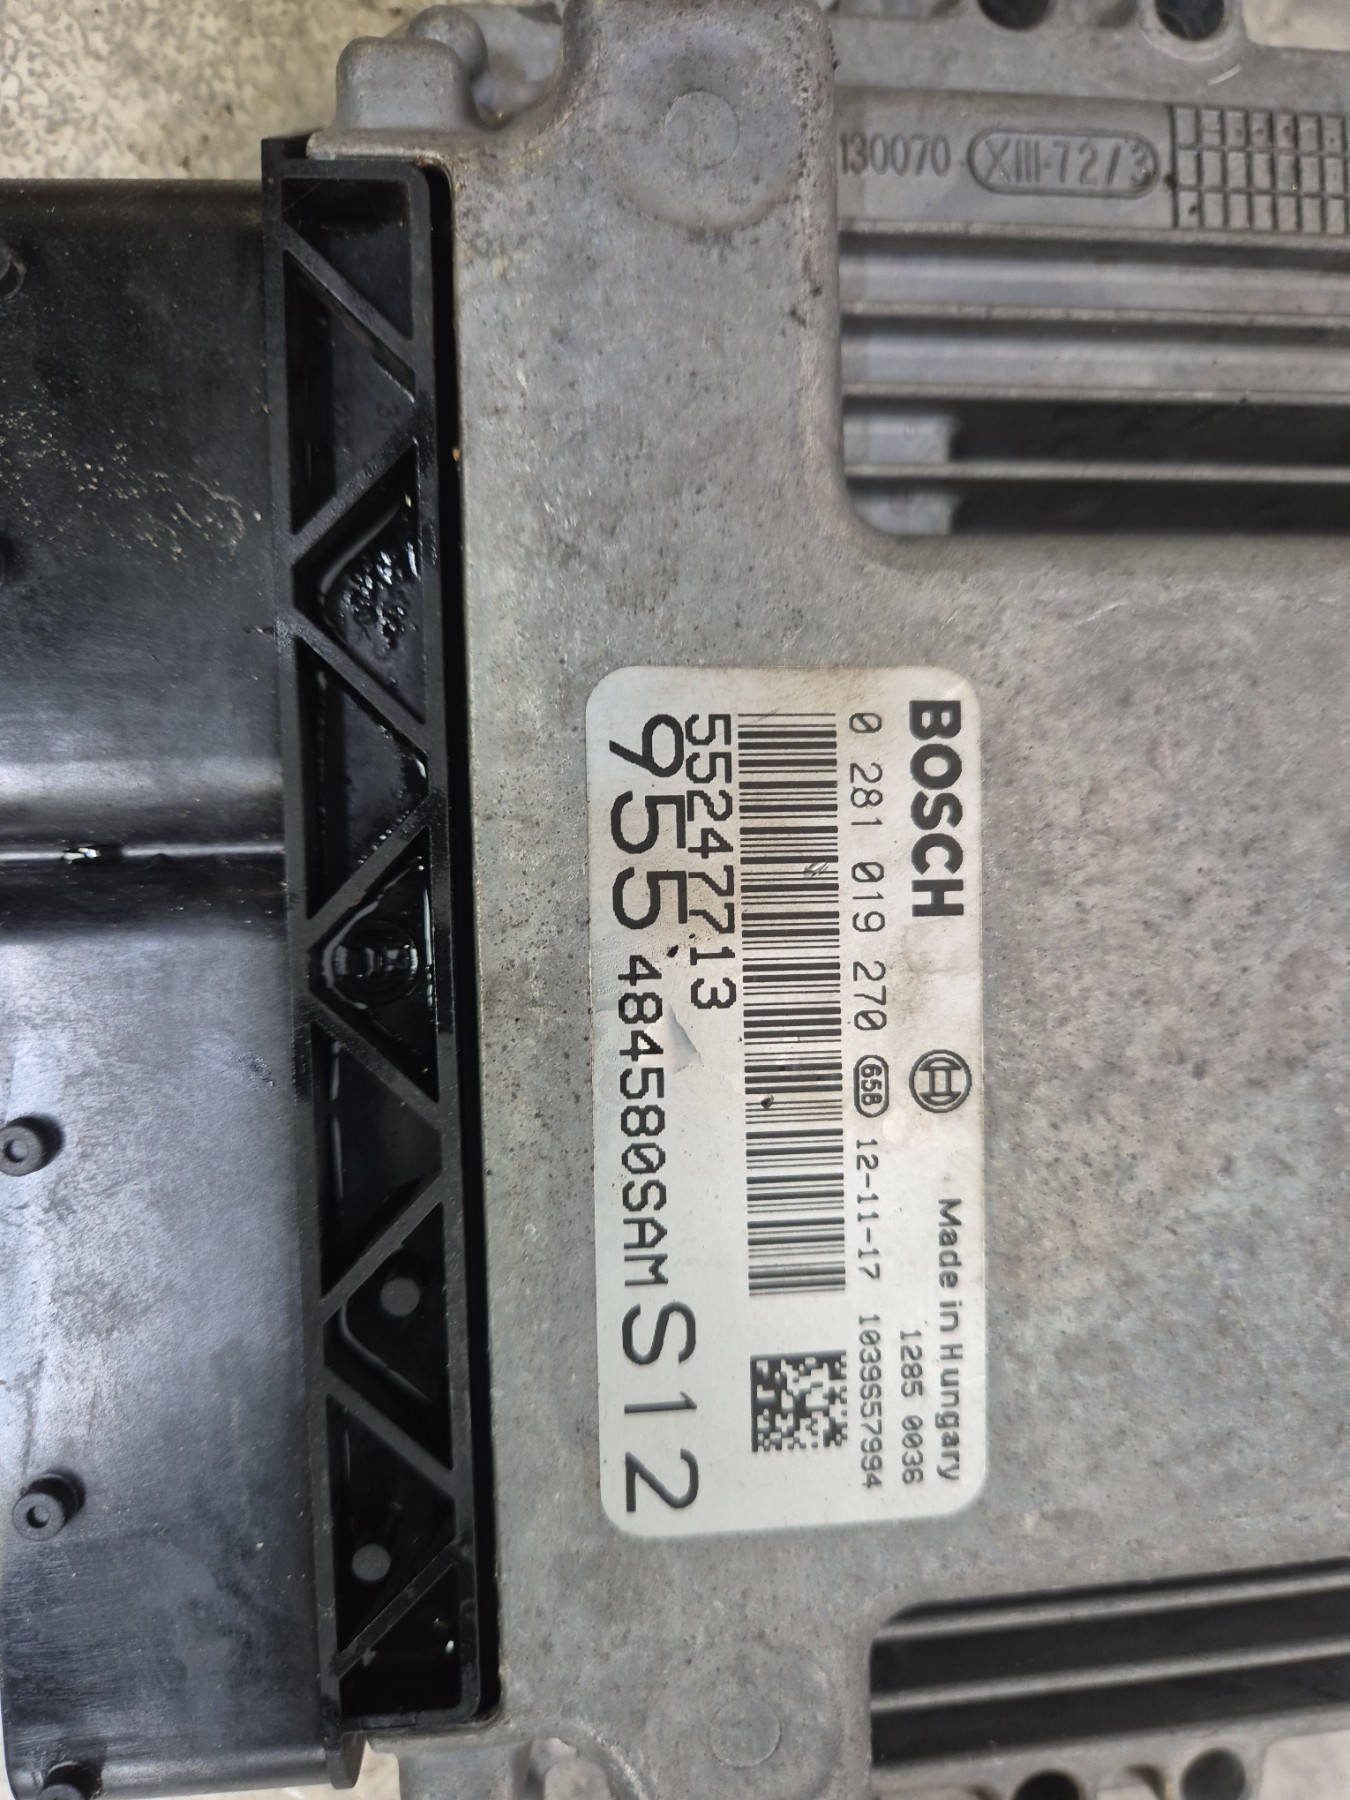 130070 XIII-72/3
BOSCH Made in Hungary
1285 0036
0 281 019 270 658 12-11-17 1039S57994
55247713
955 484580SAM S12